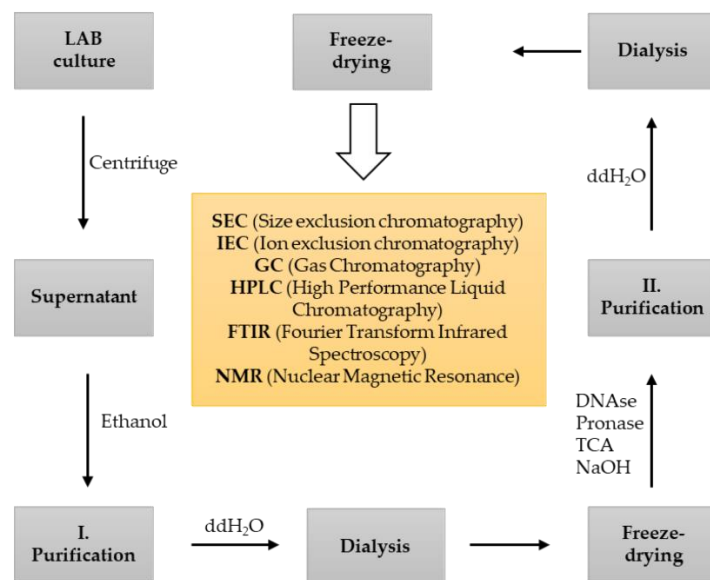 LAB
culture
Centrifuge
Supernatant
Ethanol
I.
Purification
ddH₂O
Dialysis
Freeze-
drying
DNAse
Pronase
TCA
NaOH
II.
Purification
ddH₂O
Dialysis
Freeze-
drying
SEC (Size exclusion chromatography)
IEC (Ion exclusion chromatography)
GC (Gas Chromatography)
HPLC (High Performance Liquid
Chromatography)
FTIR (Fourier Transform Infrared
Spectroscopy)
NMR (Nuclear Magnetic Resonance)